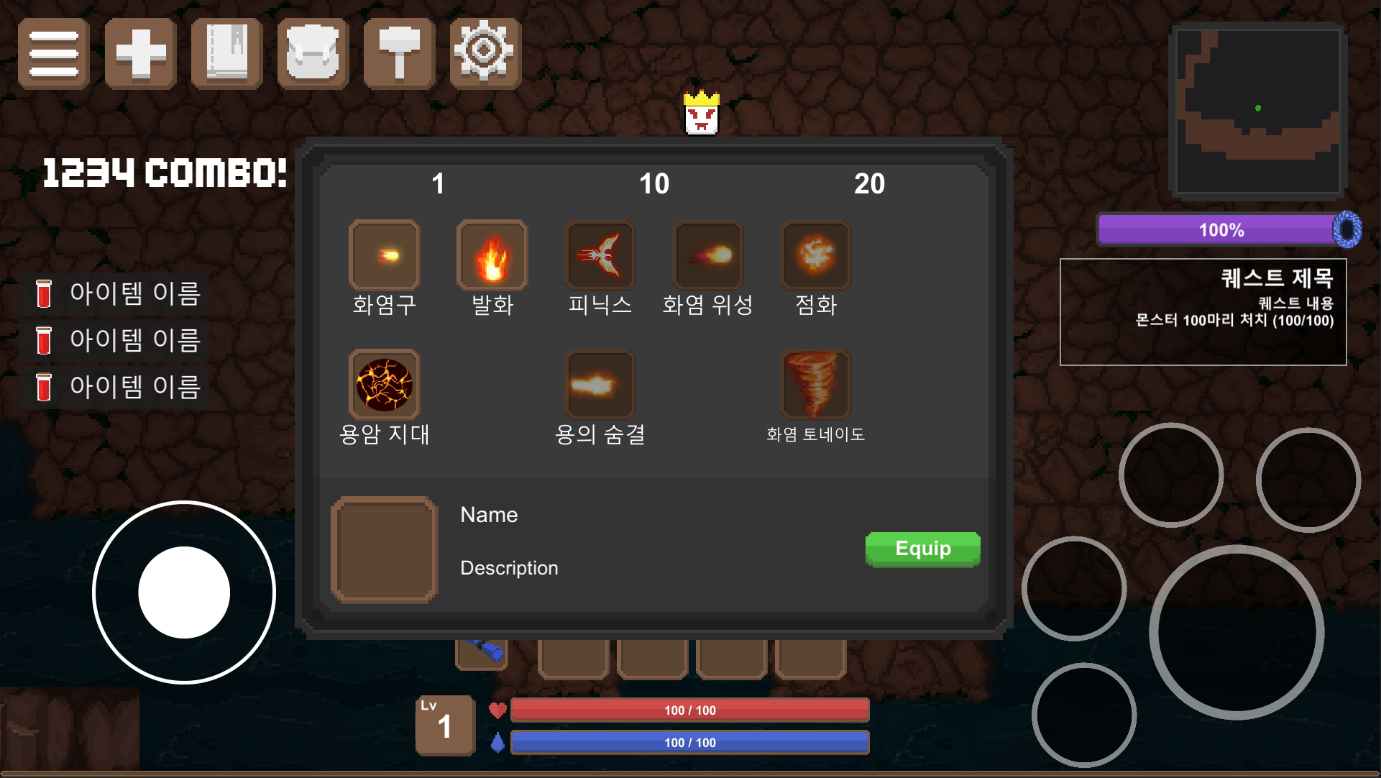 1234 COMBO!
아이템 이름
아이템 이름
아이템 이름
1 10 20
화염구 발화 피닉스 화염 위성 점화
용암 지대 용의 숨결 화염 토네이도
Name
Description
Equip
100%
퀘스트 제목
퀘스트 내용
몬스터 100마리 처치 (100/100)
Lv
1
100 / 100
100 / 100